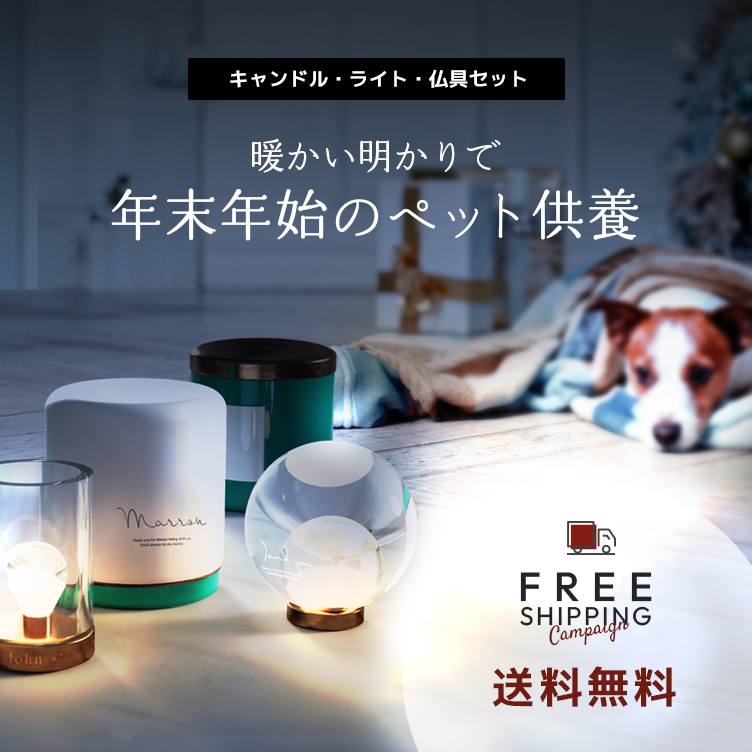 キャンドル・ライト・仏具セット
暖かい明かりで
年末年始のペット供養
Marron
Thank you for always being with us.
You'll always be my family.
John
FREE
SHIPPING
Campaign
送料無料